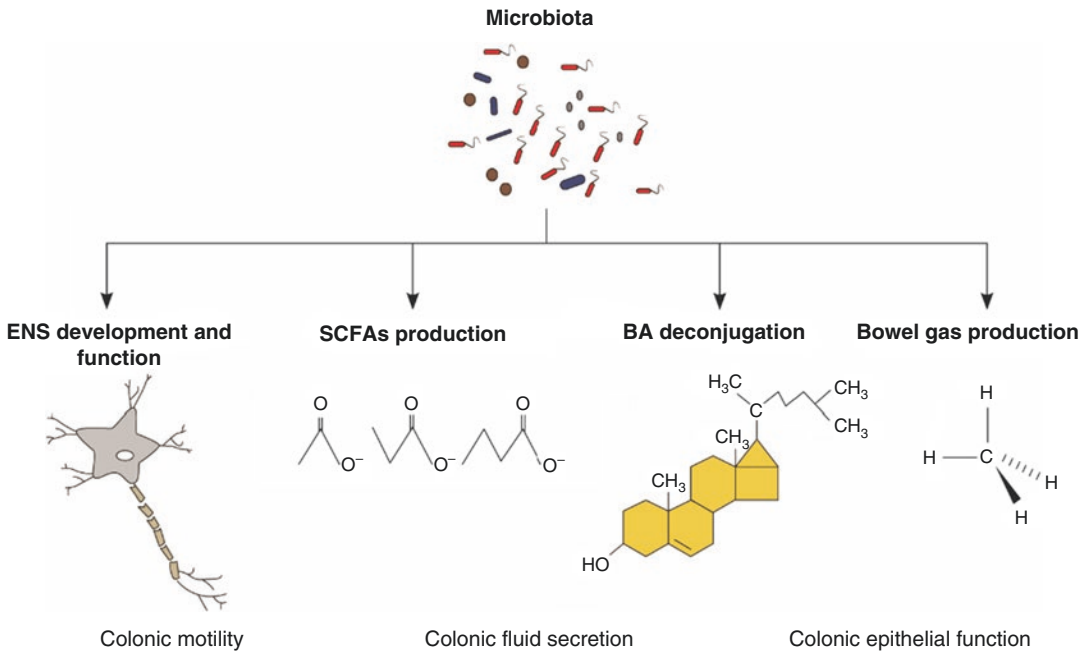 Microbiota
ENS development and
function
SCFAs production
BA deconjugation
Bowel gas production
O
O⁻
O
O⁻
O
O⁻
H₃C
CH₃
C
CH₃
CH₃
CH₃
HO
H
H
C
H
H
Colonic motility
Colonic fluid secretion
Colonic epithelial function